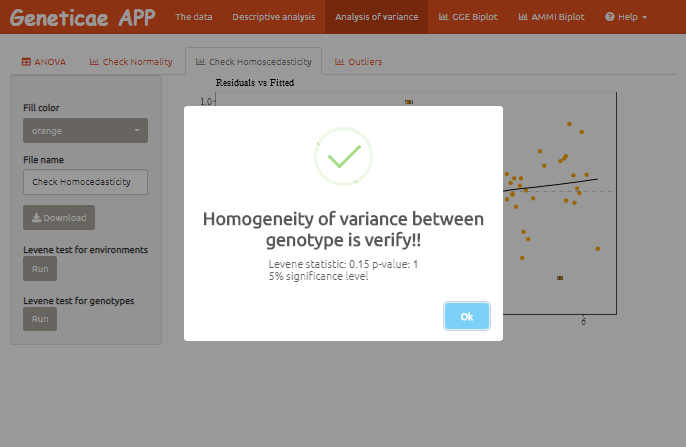 Geneticae APP
The data
Descriptive analysis
Analysis of variance
GGE Biplot
AMMI Biplot
Help
ANOVA
Check Normality
Check Homoscedasticity
Outliers
Fill color
orange
File name
Check Homocedasticity
Download
Levene test for environments
Run
Levene test for genotypes
Run
Residuals vs Fitted
1.0
6
Homogeneity of variance between
genotype is verify!!
Levene statistic: 0.15 p-value: 1
5% significance level
Ok